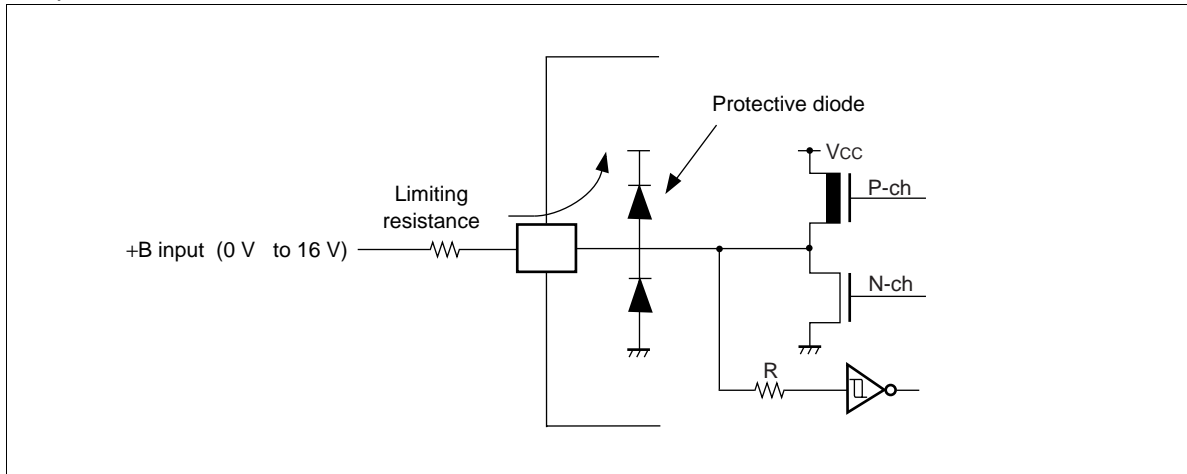 Protective diode
VCC
P-ch
Limiting
resistance
+B input (0 V to 16 V)
N-ch
R